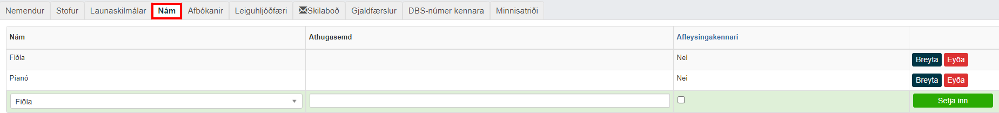 Nemendur Stofur Launaskilmálar Nám Afbókanir Leiguhljóðfæri Skilaboð Gjaldfærslur DBS-númer kennara Minnisatriði
Nám Athugasemd Afleysingakennari
Fiðla Nei Breyta Eyða
Píanó Nei Breyta Eyða
Fiðla Setja inn